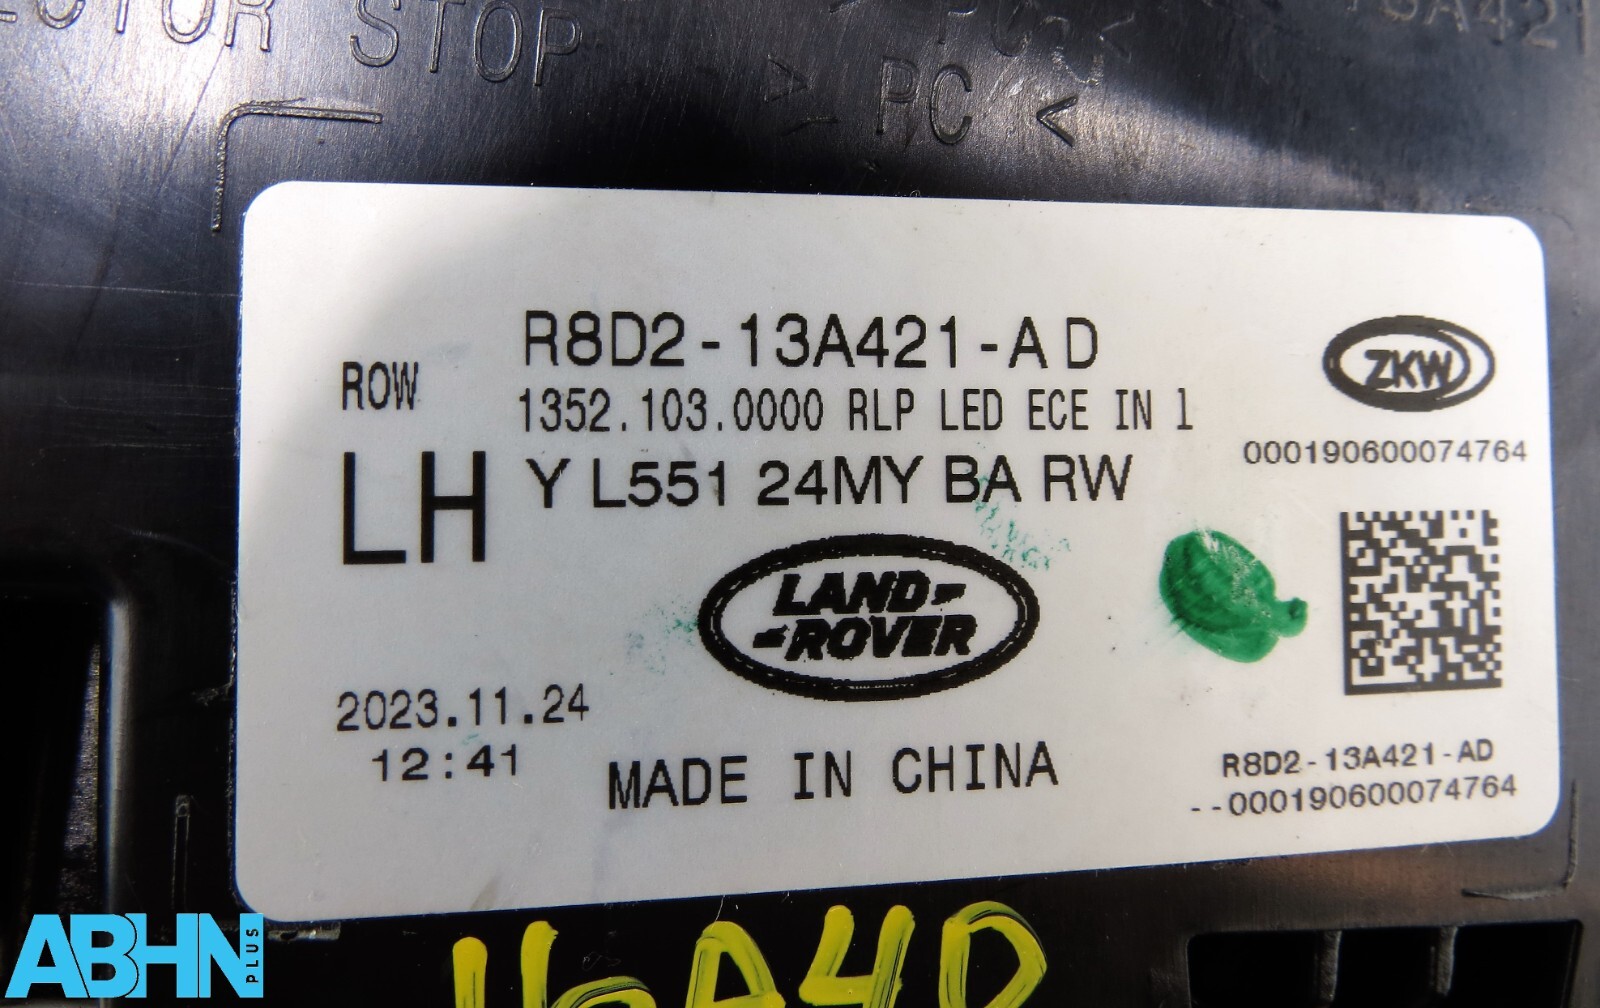 STOP
> PC <
13A421
R8D2-13A421-AD
ROW
1352.103.0000 RLP LED ECE IN 1
LH
Y L551 24MY BA RW
ZKW
000190600074764
LAND-
-ROVER
2023.11.24
12:41
MADE IN CHINA
R8D2-13A421-AD
--000190600074764
ABHN PLUS